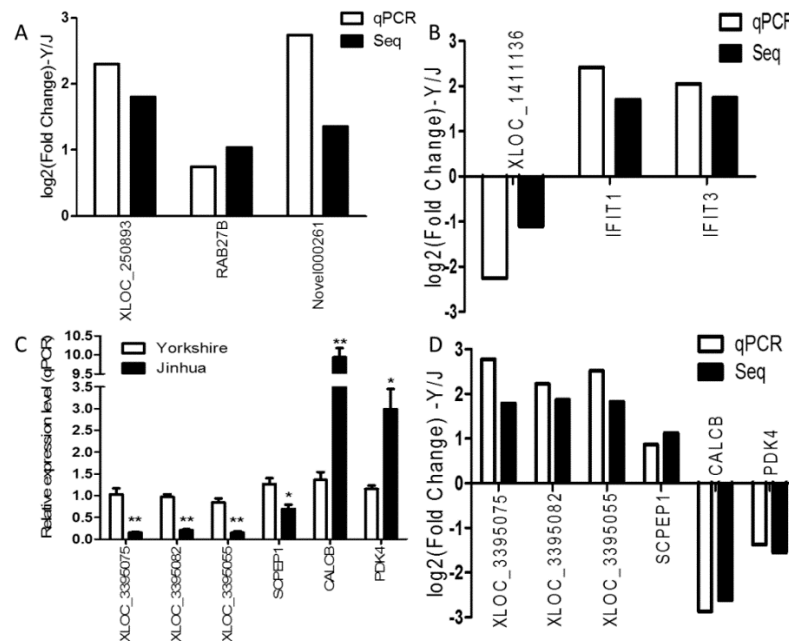 A
qPCR
Seq
log2(Fold Change)-Y/J
3
2
1
0
XLOC_250893
RAB27B
Novel000261
B
qPCR
Seq
log2(Fold Change)-Y/J
3
2
1
0
-1
-2
-3
XLOC_1411136
IFIT1
IFIT3
C
Yorkshire
Jinhua
Relative expression level (qPCR)
10.5
10.0
9.5
3.5
3.0
2.5
2.0
1.5
1.0
0.5
0.0
**
**
**
*
**
*
XLOC_3395075
XLOC_3395082
XLOC_3395055
SCPEP1
CALCB
PDK4
D
qPCR
Seq
log2(Fold Change) -Y/J
3
2
1
0
-1
-2
-3
XLOC_3395075
XLOC_3395082
XLOC_3395055
SCPEP1
CALCB
PDK4